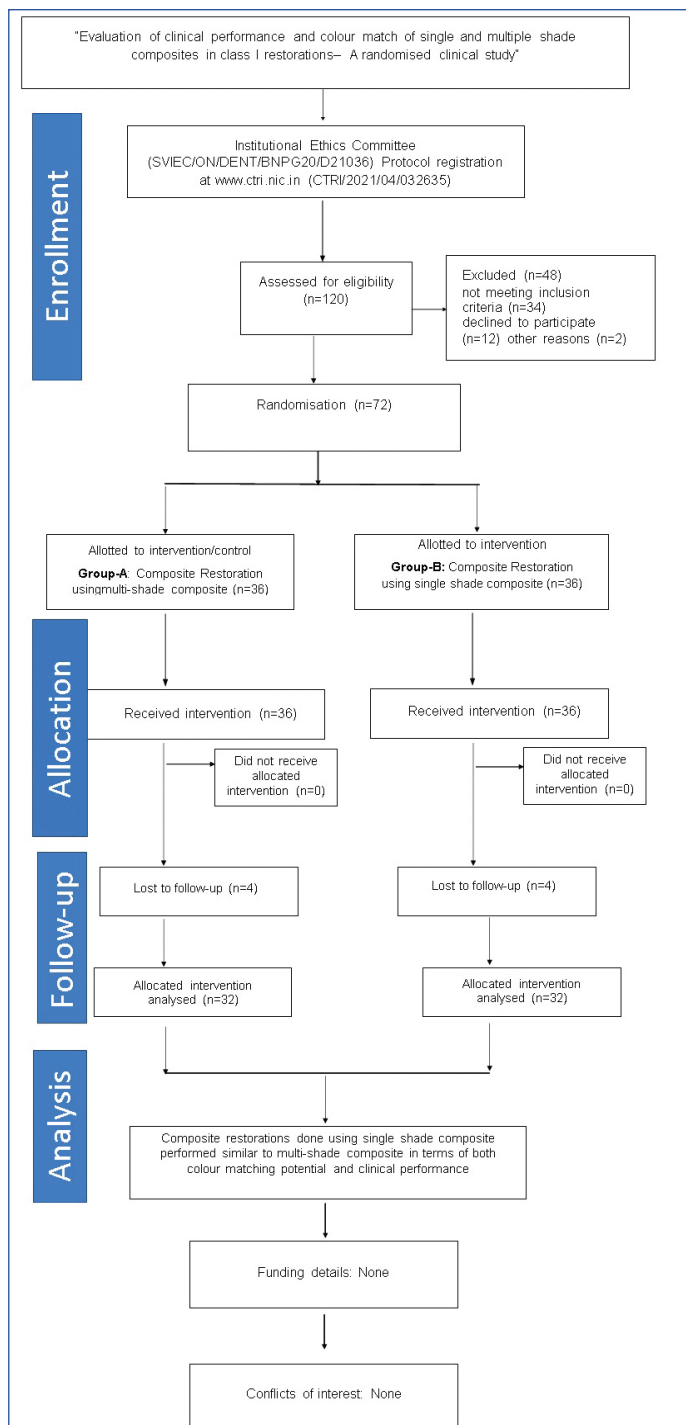 "Evaluation of clinical performance and colour match of single and multiple shade
composites in class I restorations– A randomised clinical study"
Enrollment
Institutional Ethics Committee
(SVIEC/ON/DENT/BNPG20/D21036) Protocol registration
at www.ctri.nic.in (CTRI/2021/04/032635)
Assessed for eligibility
(n=120)
Excluded (n=48)
not meeting inclusion
criteria (n=34)
declined to participate
(n=12) other reasons (n=2)
Randomisation (n=72)
Allotted to intervention/control
Group-A: Composite Restoration
usingmulti-shade composite (n=36)
Allotted to intervention
Group-B: Composite Restoration
using single shade composite (n=36)
Allocation
Received intervention (n=36)
Received intervention (n=36)
Did not receive
allocated
intervention (n=0)
Did not receive
allocated
intervention (n=0)
Follow-up
Lost to follow-up (n=4)
Lost to follow-up (n=4)
Allocated intervention
analysed (n=32)
Allocated intervention
analysed (n=32)
Analysis
Composite restorations done using single shade composite
performed similar to multi-shade composite in terms of both
colour matching potential and clinical performance
Funding details: None
Conflicts of interest: None